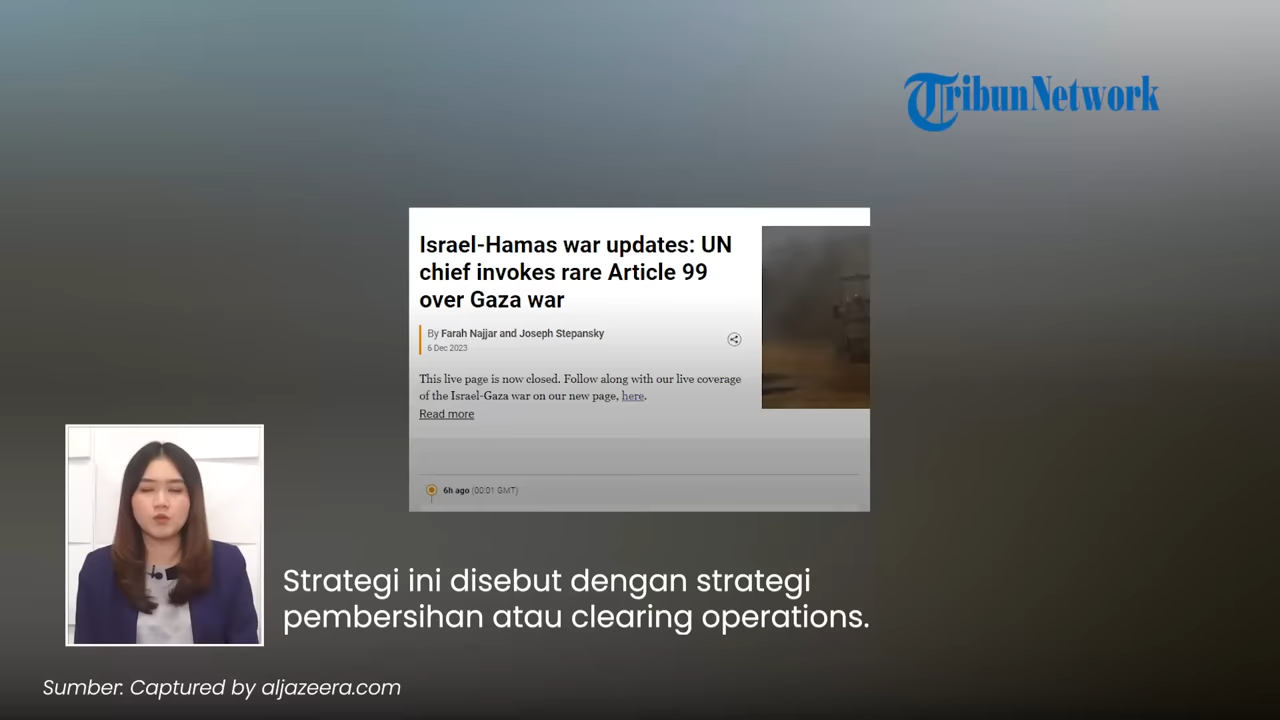 Tribun Network
Israel-Hamas war updates: UN
chief invokes rare Article 99
over Gaza war
By Farah Najjar and Joseph Stepansky
6 Dec 2023
This live page is now closed. Follow along with our live coverage
of the Israel-Gaza war on our new page, here.
Read more
6h ago (00:01 GMT)
Strategi ini disebut dengan strategi
pembersihan atau clearing operations.
Sumber: Captured by aljazeera.com